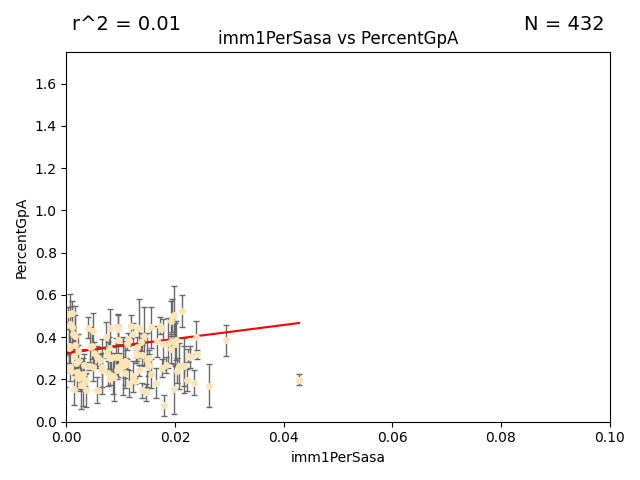 r^2 = 0.01
N = 432
imm1PerSasa vs PercentGpA
PercentGpA
1.6
1.4
1.2
1.0
0.8
0.6
0.4
0.2
0.0
0.00 0.02 0.04 0.06 0.08 0.10
imm1PerSasa